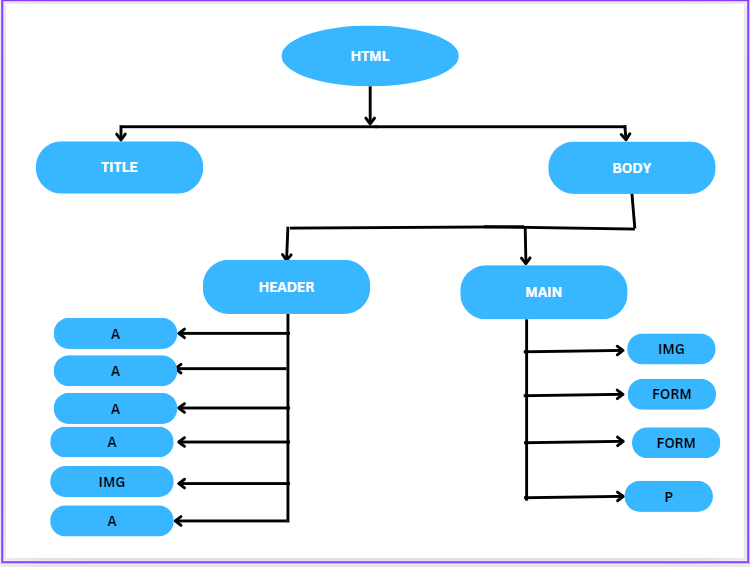 HTML
TITLE
BODY
HEADER
MAIN
A
A
A
A
IMG
A
IMG
FORM
FORM
P